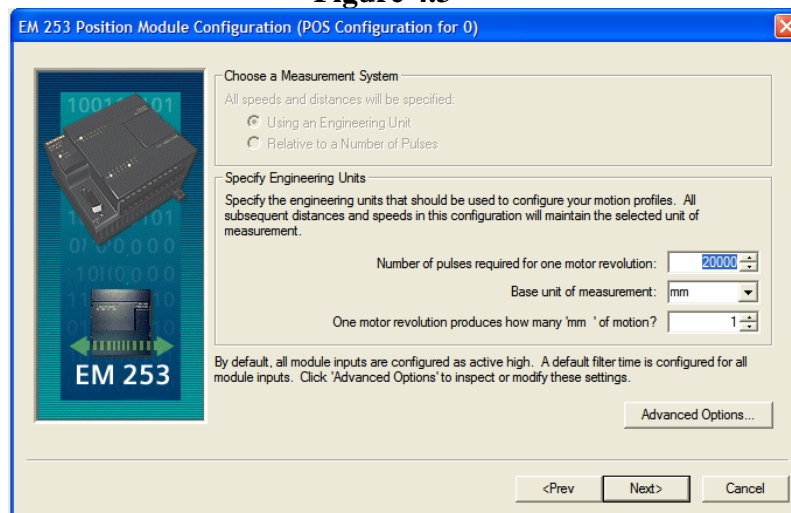 EM 253 Position Module Configuration (POS Configuration for 0)
Choose a Measurement System
All speeds and distances will be specified:
Using an Engineering Unit
Relative to a Number of Pulses
Specify Engineering Units
Specify the engineering units that should be used to configure your motion profiles. All
subsequent distances and speeds in this configuration will maintain the selected unit of
measurement.
Number of pulses required for one motor revolution: 20000
Base unit of measurement: mm
One motor revolution produces how many 'mm ' of motion? 1
By default, all module inputs are configured as active high. A default filter time is configured for all
module inputs. Click 'Advanced Options' to inspect or modify these settings.
EM 253
Advanced Options...
<Prev Next> Cancel